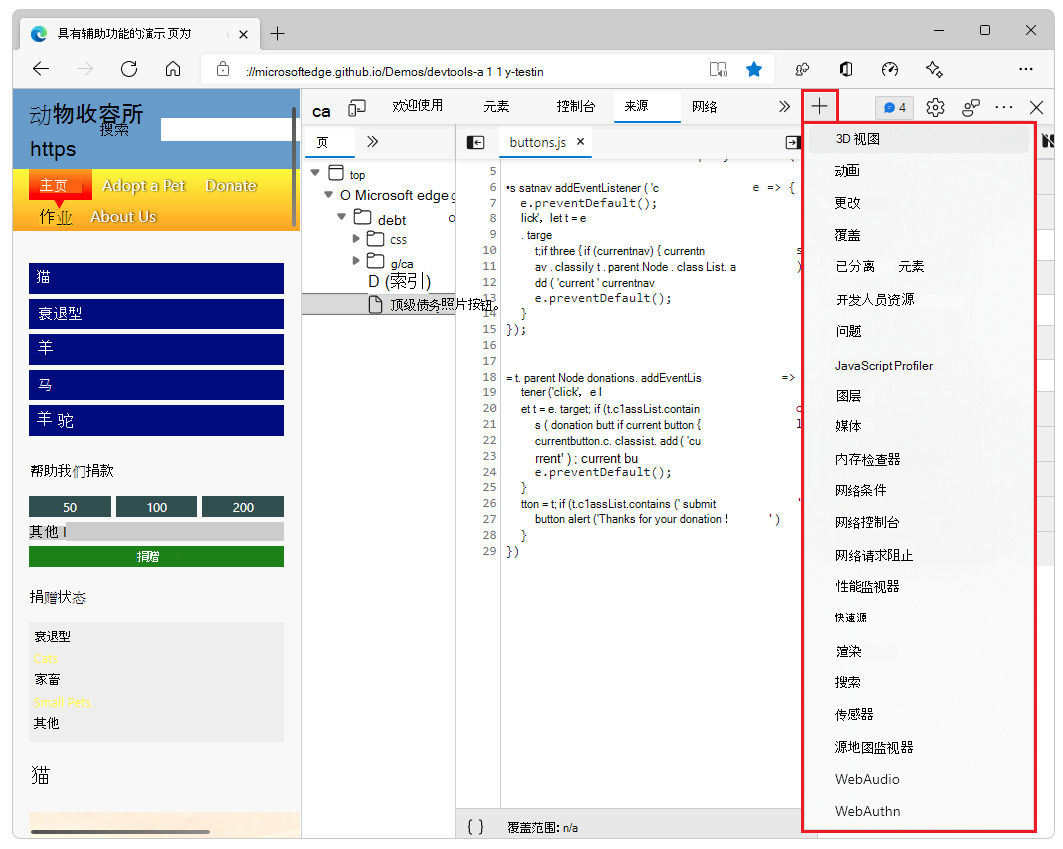 具有辅助功能的演示 页为
://microsoftedge.github.io/Demos/devtools-a 1 1 y-testin
动物收容所
搜索
https
主页 Adopt a Pet Donate
作业 About Us
猫
衰退型
羊
马
羊 驼
帮助我们捐款
50 100 200
其他
捐赠
捐赠状态
衰退型
Cats
家畜
Small Pets
其他
猫
ca 欢迎使用 元素 控制台 来源 网络 4
页
top
O Microsoft edge g
debt
css
g/ca
D (索引)
顶级债务照片按钮。
buttons.js
5
6 •s satnav addEventListener ( 'c e => {
7 e.preventDefault();
8 lick', let t = e
9 . targe
10 t;if three { if (currentnav) { currentn
11 av . classily t . parent Node . class List. a )
12 dd ( ' current ' currentnav
13 e.preventDefault();
14 }
15 });
16
17
18 = t. parent Node donations. addEventLis =>
19 tener ('click', e l
20 et t = e. target; if (t.c1assList.contain
21 s ( donation butt if current button {
22 currentbutton.c. classist. add ( 'cu
23 rrent' ) ; current bu
24 e.preventDefault();
25 }
26 tton = t; if (t.c1assList.contains (' submit '
27 button alert ('Thanks for your donation ! ' )
28 }
29 })
{ } 覆盖范围: n/a
3D 视图
动画
更改
覆盖
已分离 元素
开发人员资源
问题
JavaScript Profiler
图层
媒体
内存检查器
网络条件
网络控制台
网络请求阻止
性能监视器
快速源
渲染
搜索
传感器
源地图监视器
WebAudio
WebAuthn